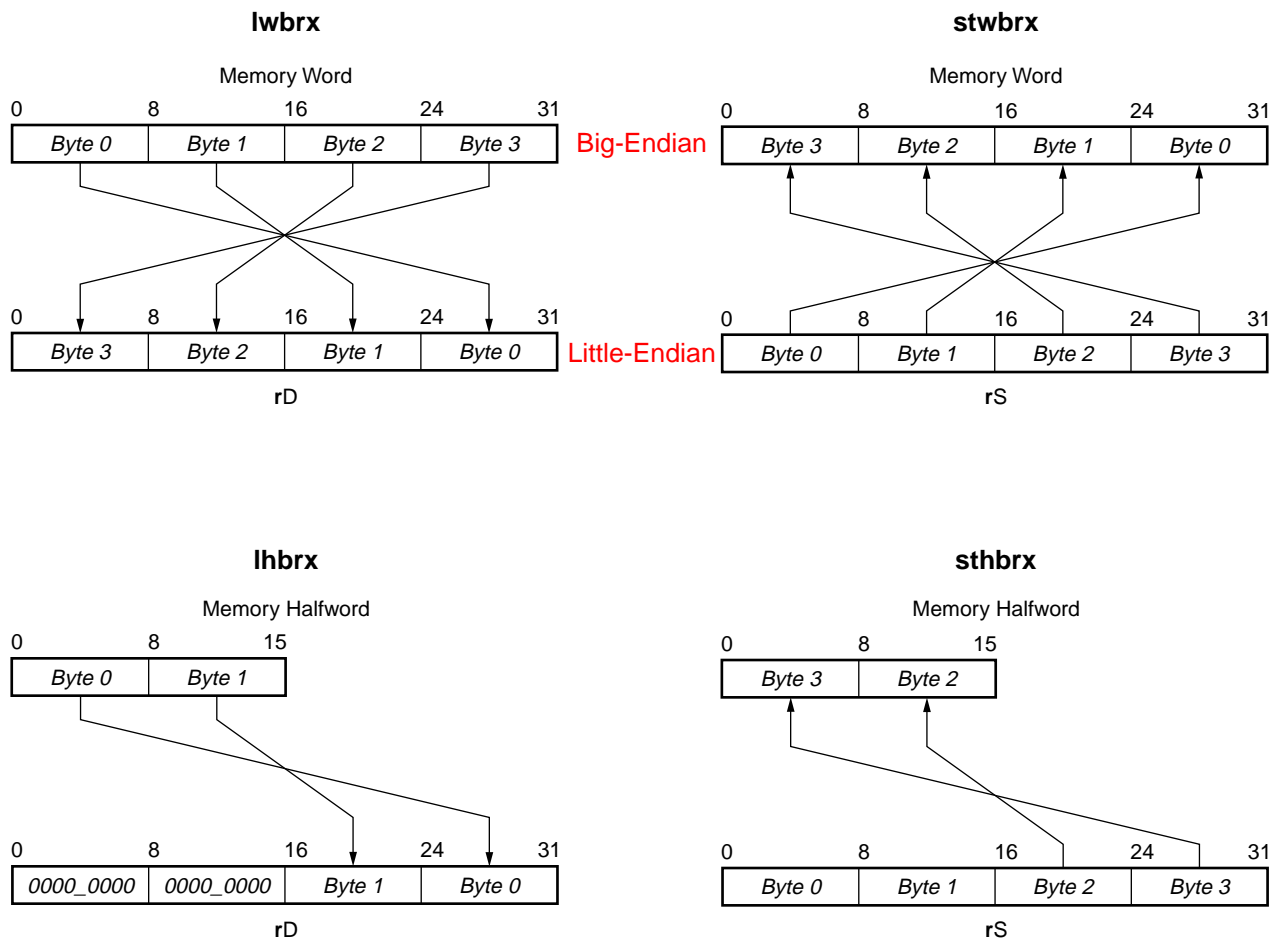 lwbrx
Memory Word
0 8 16 24 31
Byte 0 Byte 1 Byte 2 Byte 3
0 8 16 24 31
Byte 3 Byte 2 Byte 1 Byte 0
rD
Big-Endian
Little-Endian
stwbrx
Memory Word
0 8 16 24 31
Byte 3 Byte 2 Byte 1 Byte 0
0 8 16 24 31
Byte 0 Byte 1 Byte 2 Byte 3
rS
lhbrx
Memory Halfword
0 8 15
Byte 0 Byte 1
0 8 16 24 31
0000_0000 0000_0000 Byte 1 Byte 0
rD
sthbrx
Memory Halfword
0 8 15
Byte 3 Byte 2
0 8 16 24 31
Byte 0 Byte 1 Byte 2 Byte 3
rS